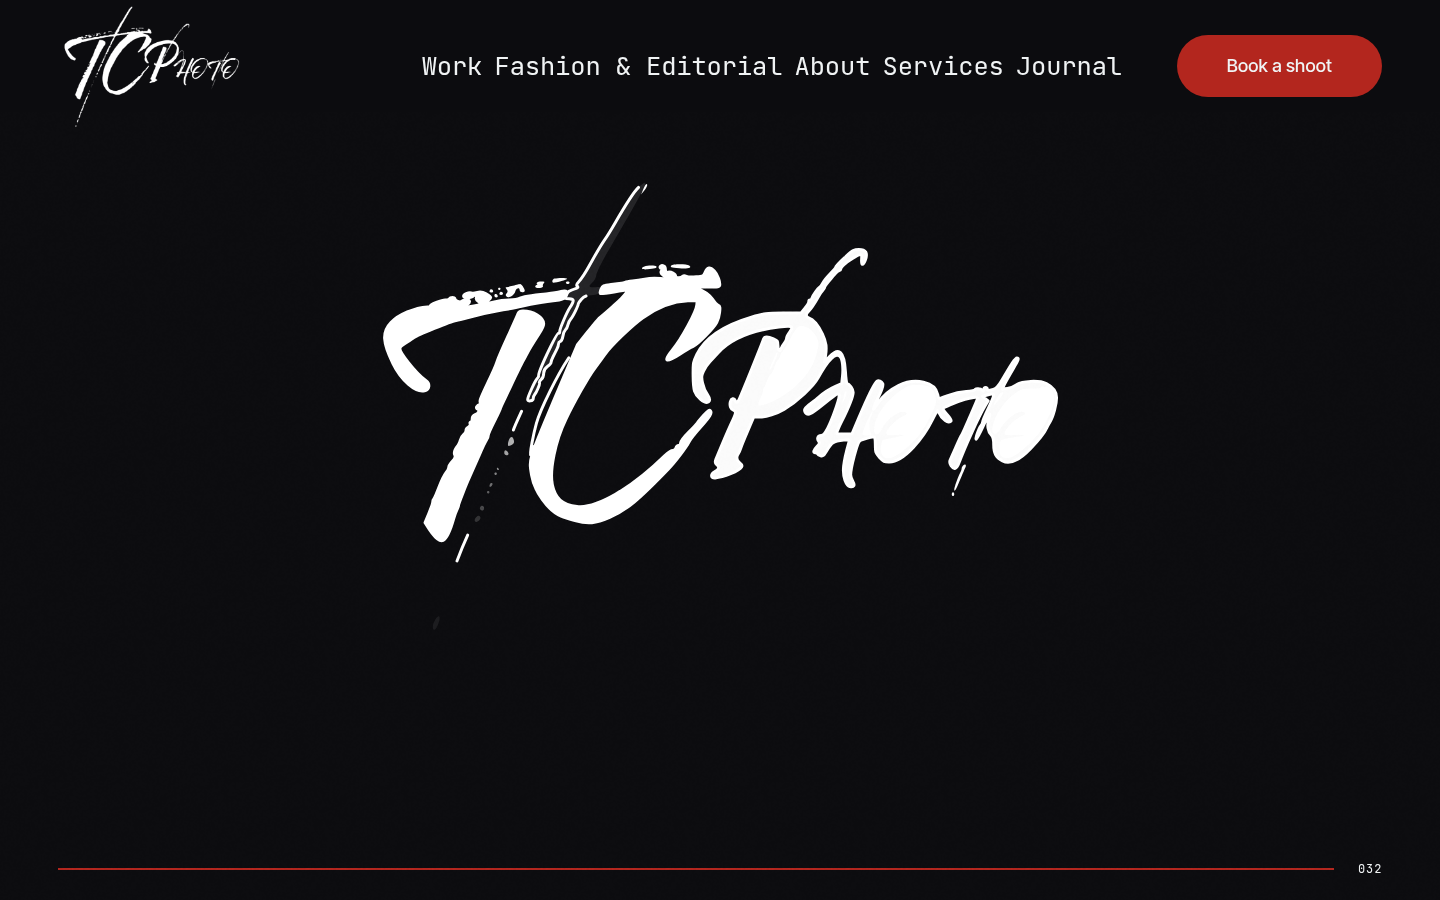 TCPHOTO
Work Fashion & Editorial About Services Journal
Book a shoot
TCPHOTO
032